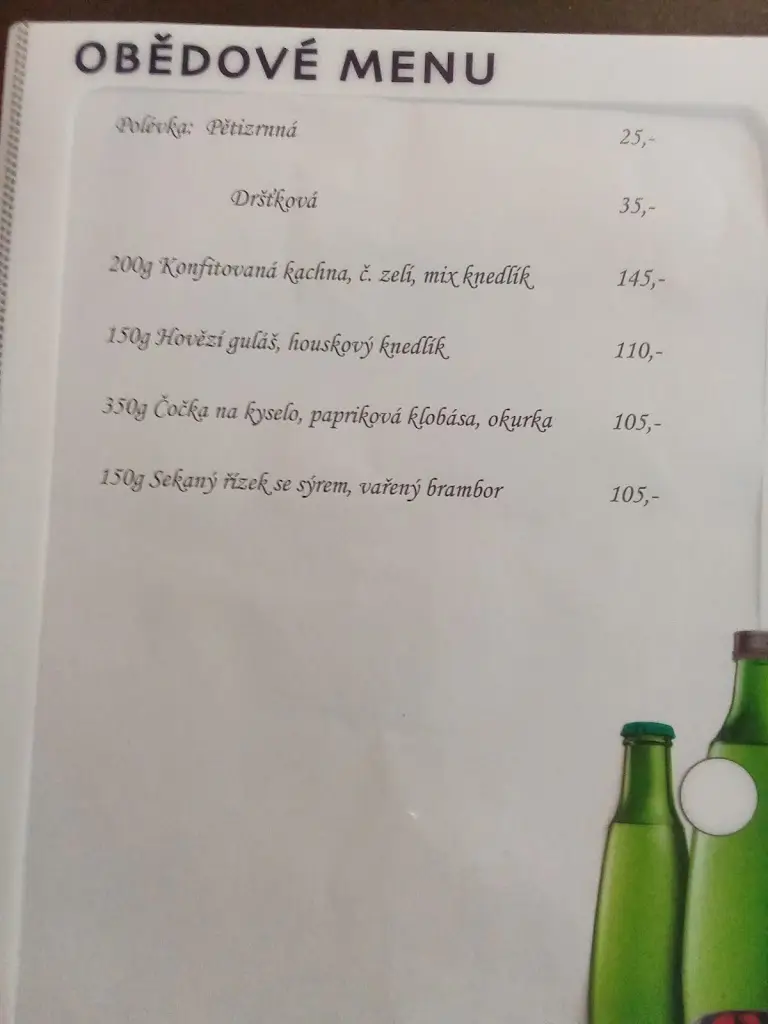 OBĚDOVÉ MENU
Polévka: Pětizrnná 25,-
Dršťková 35,-
200g Konfitovaná kachna, č. zelí, mix knedlík 145,-
150g Hovězí guláš, houskový knedlík 110,-
350g Čočka na kyselo, papriková klobása, okurka 105,-
150g Sekaný řízek se sýrem, vařený brambor 105,-